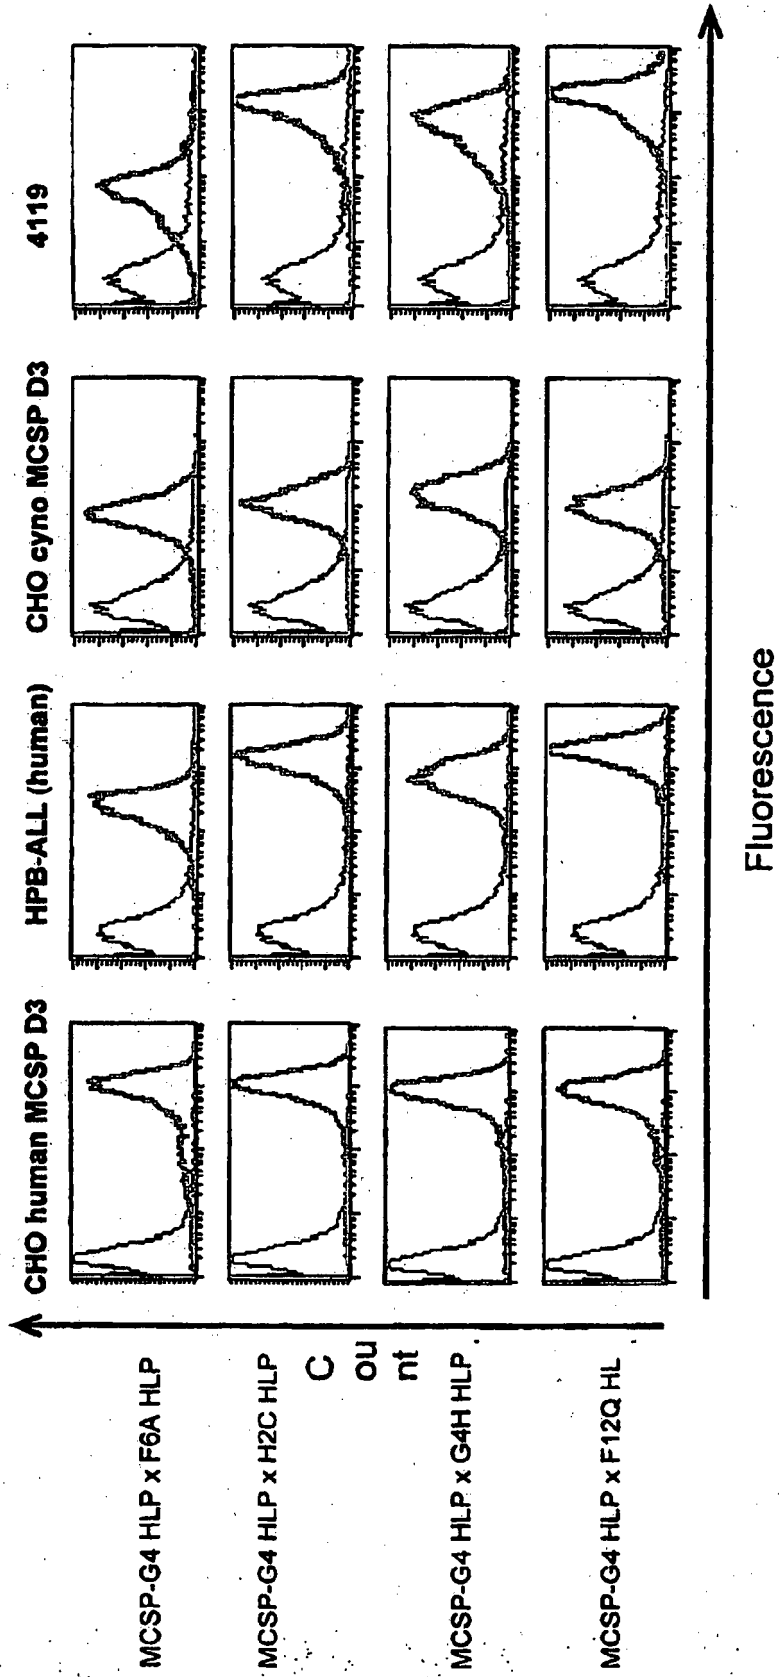 CHO human MCSP D3
HPB-ALL (human)
CHO cyno MCSP D3
4119
MCSP-G4 HLP x F6A HLP
MCSP-G4 HLP x H2C HLP
C
ou
nt
MCSP-G4 HLP x G4H HLP
MCSP-G4 HLP x F12Q HL
Fluorescence